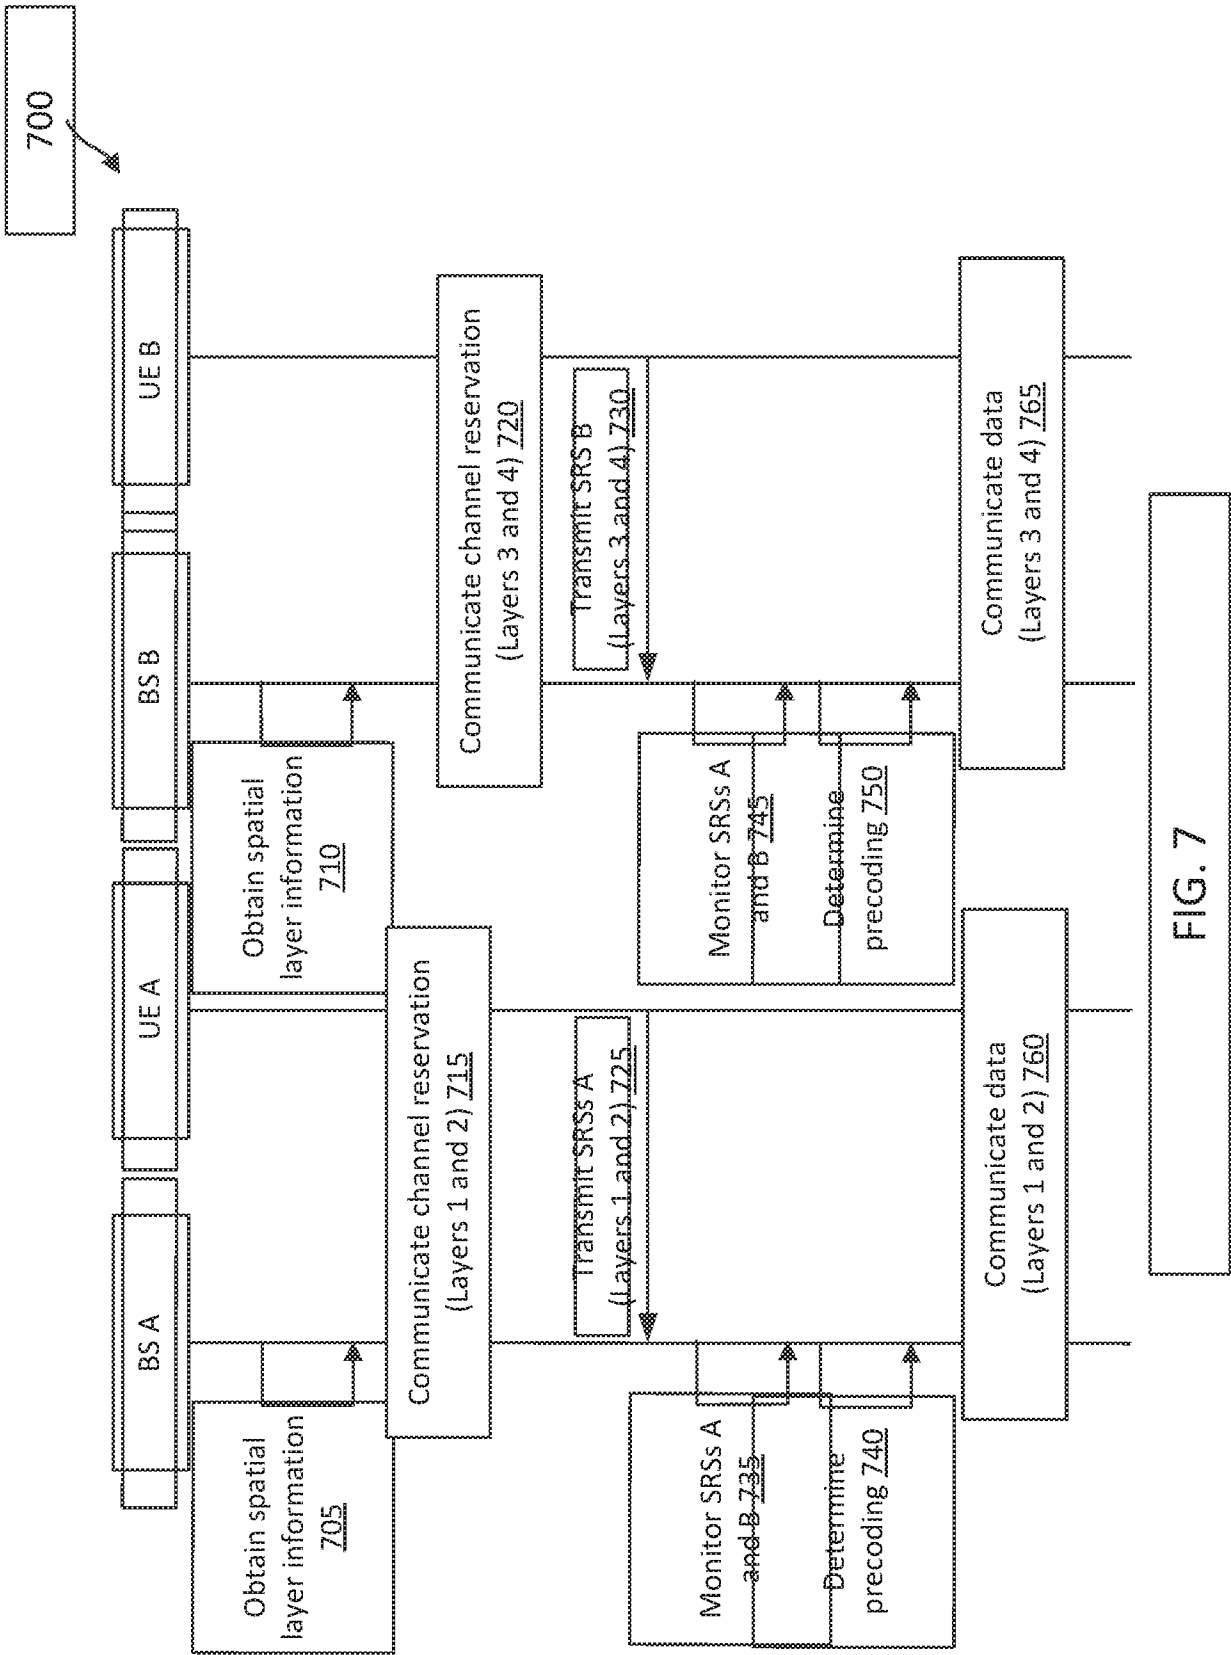 700
BS A
UE A
BS B
UE B
Obtain spatial
layer information
705
Obtain spatial
layer information
710
Communicate channel reservation
(Layers 1 and 2) 715
Communicate channel reservation
(Layers 3 and 4) 720
Transmit SRSs A
(Layers 1 and 2) 725
Transmit SRS B
(Layers 3 and 4) 730
Monitor SRSs A
and B 735
Determine
precoding 740
Monitor SRSs A
and B 745
Determine
precoding 750
Communicate data
(Layers 1 and 2) 760
Communicate data
(Layers 3 and 4) 765
FIG. 7